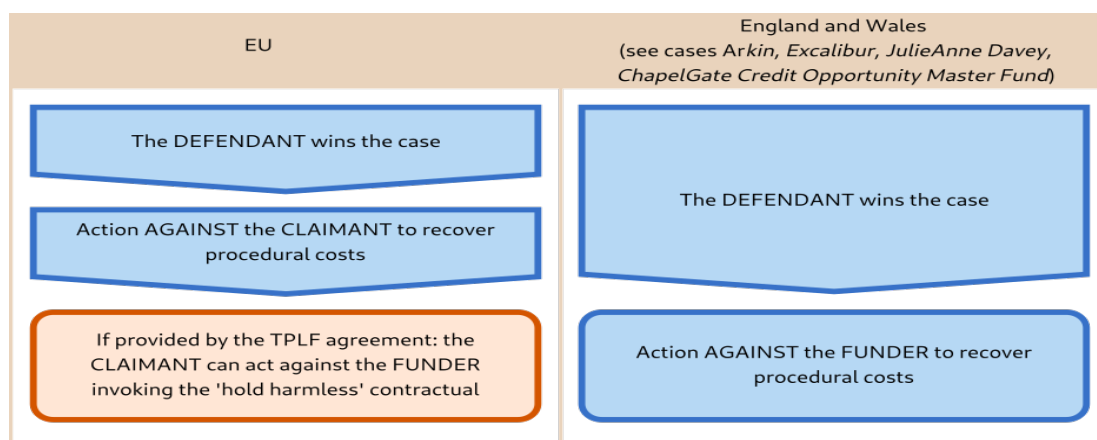 EU
England and Wales
(see cases Arkin, Excalibur, JulieAnne Davey,
ChapelGate Credit Opportunity Master Fund)
The DEFENDANT wins the case
Action AGAINST the CLAIMANT to recover
procedural costs
If provided by the TPLF agreement: the
CLAIMANT can act against the FUNDER
invoking the 'hold harmless' contractual
The DEFENDANT wins the case
Action AGAINST the FUNDER to recover
procedural costs